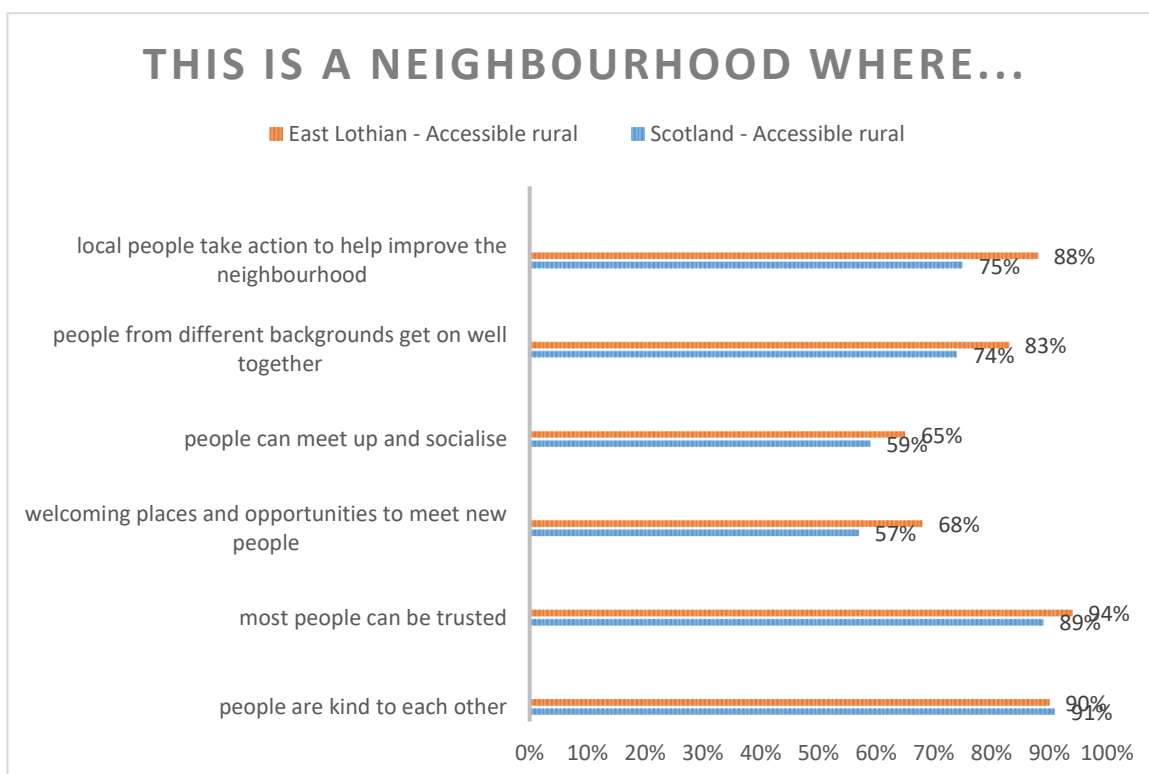 THIS IS A NEIGHBOURHOOD WHERE...
East Lothian - Accessible rural
Scotland - Accessible rural
local people take action to help improve the
neighbourhood
88%
75%
people from different backgrounds get on well
together
83%
74%
people can meet up and socialise
65%
59%
welcoming places and opportunities to meet new
people
68%
57%
most people can be trusted
94%
89%
people are kind to each other
90%
91%
0% 10% 20% 30% 40% 50% 60% 70% 80% 90% 100%